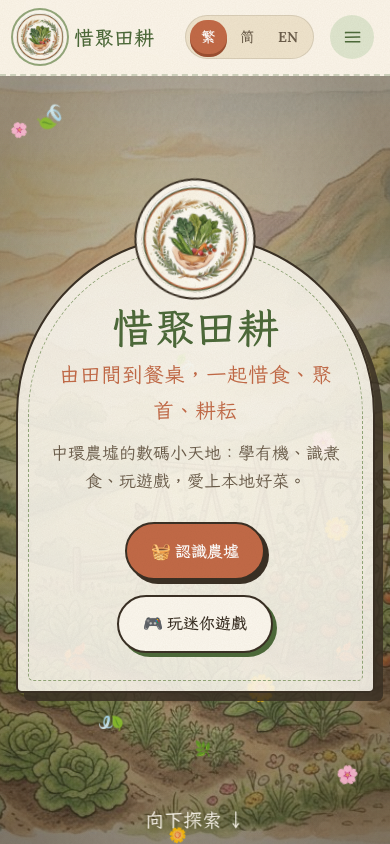 惜聚田耕
繁 简 EN
惜聚田耕
由田間到餐桌，一起惜食、聚
首、耕耘
中環農墟的數碼小天地：學有機、識煮
食、玩遊戲，愛上本地好菜。
認識農墟
玩迷你遊戲
向下探索 ↓